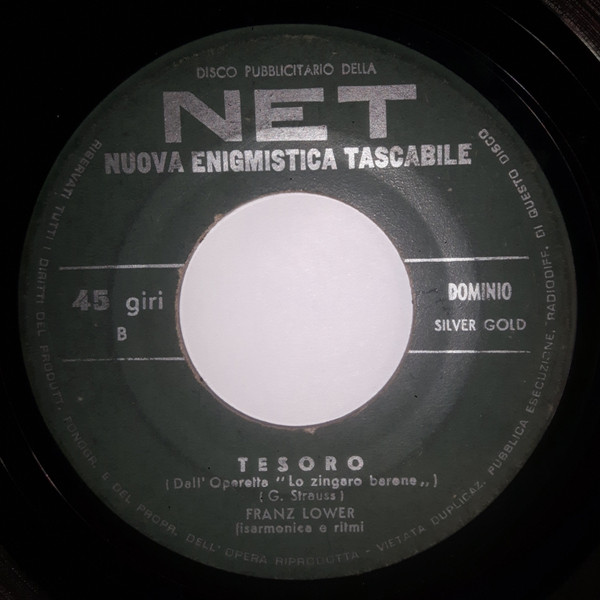 DISCO PUBBLICITARIO DELLA
NET
NUOVA ENIGMISTICA TASCABILE
45 giri
B
DOMINIO
SILVER GOLD
TESORO
(Dall' Operetta "Lo zingaro barone„)
(G. Strauss)
FRANZ LOWER
fisarmonica e ritmi
RISERVATI TUTTI I DIRITTI DEL PRODUTT. FONOGR. E DEL PROPR. DELL' OPERA RIPRODOTTA - VIETATA DUPLICAZ. PUBBLICA ESECUZIONE, RADIODIFF. DI QUESTO DISCO